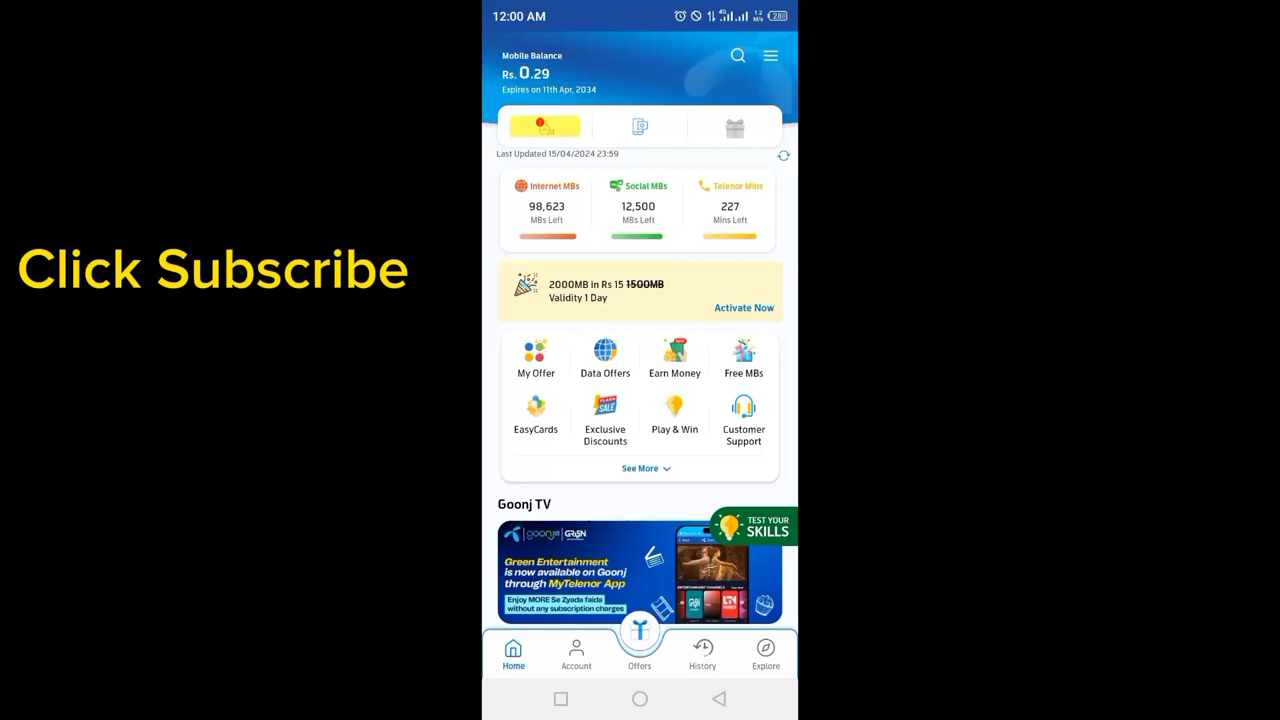 12:00 AM
4G
1.2
M/s
28
Mobile Balance
Rs. 0.29
Expires on 11th Apr, 2034
Last Updated 15/04/2024 23:59
Internet MBs
Social MBs
Telenor Mins
98,623
12,500
227
MBs Left
MBs Left
Mins Left
Click Subscribe
2000MB in Rs 15 1500MB
Validity 1 Day
Activate Now
My Offer
Data Offers
Earn Money
Free MBs
EasyCards
Exclusive
Discounts
Play & Win
Customer
Support
See More
Goonj TV
TEST YOUR
SKILLS
goonj
Green Entertainment
is now available on Goonj
through MyTelenor App
Enjoy MORE Se Zyada faida
without any subscription charges
Home
Account
Offers
History
Explore